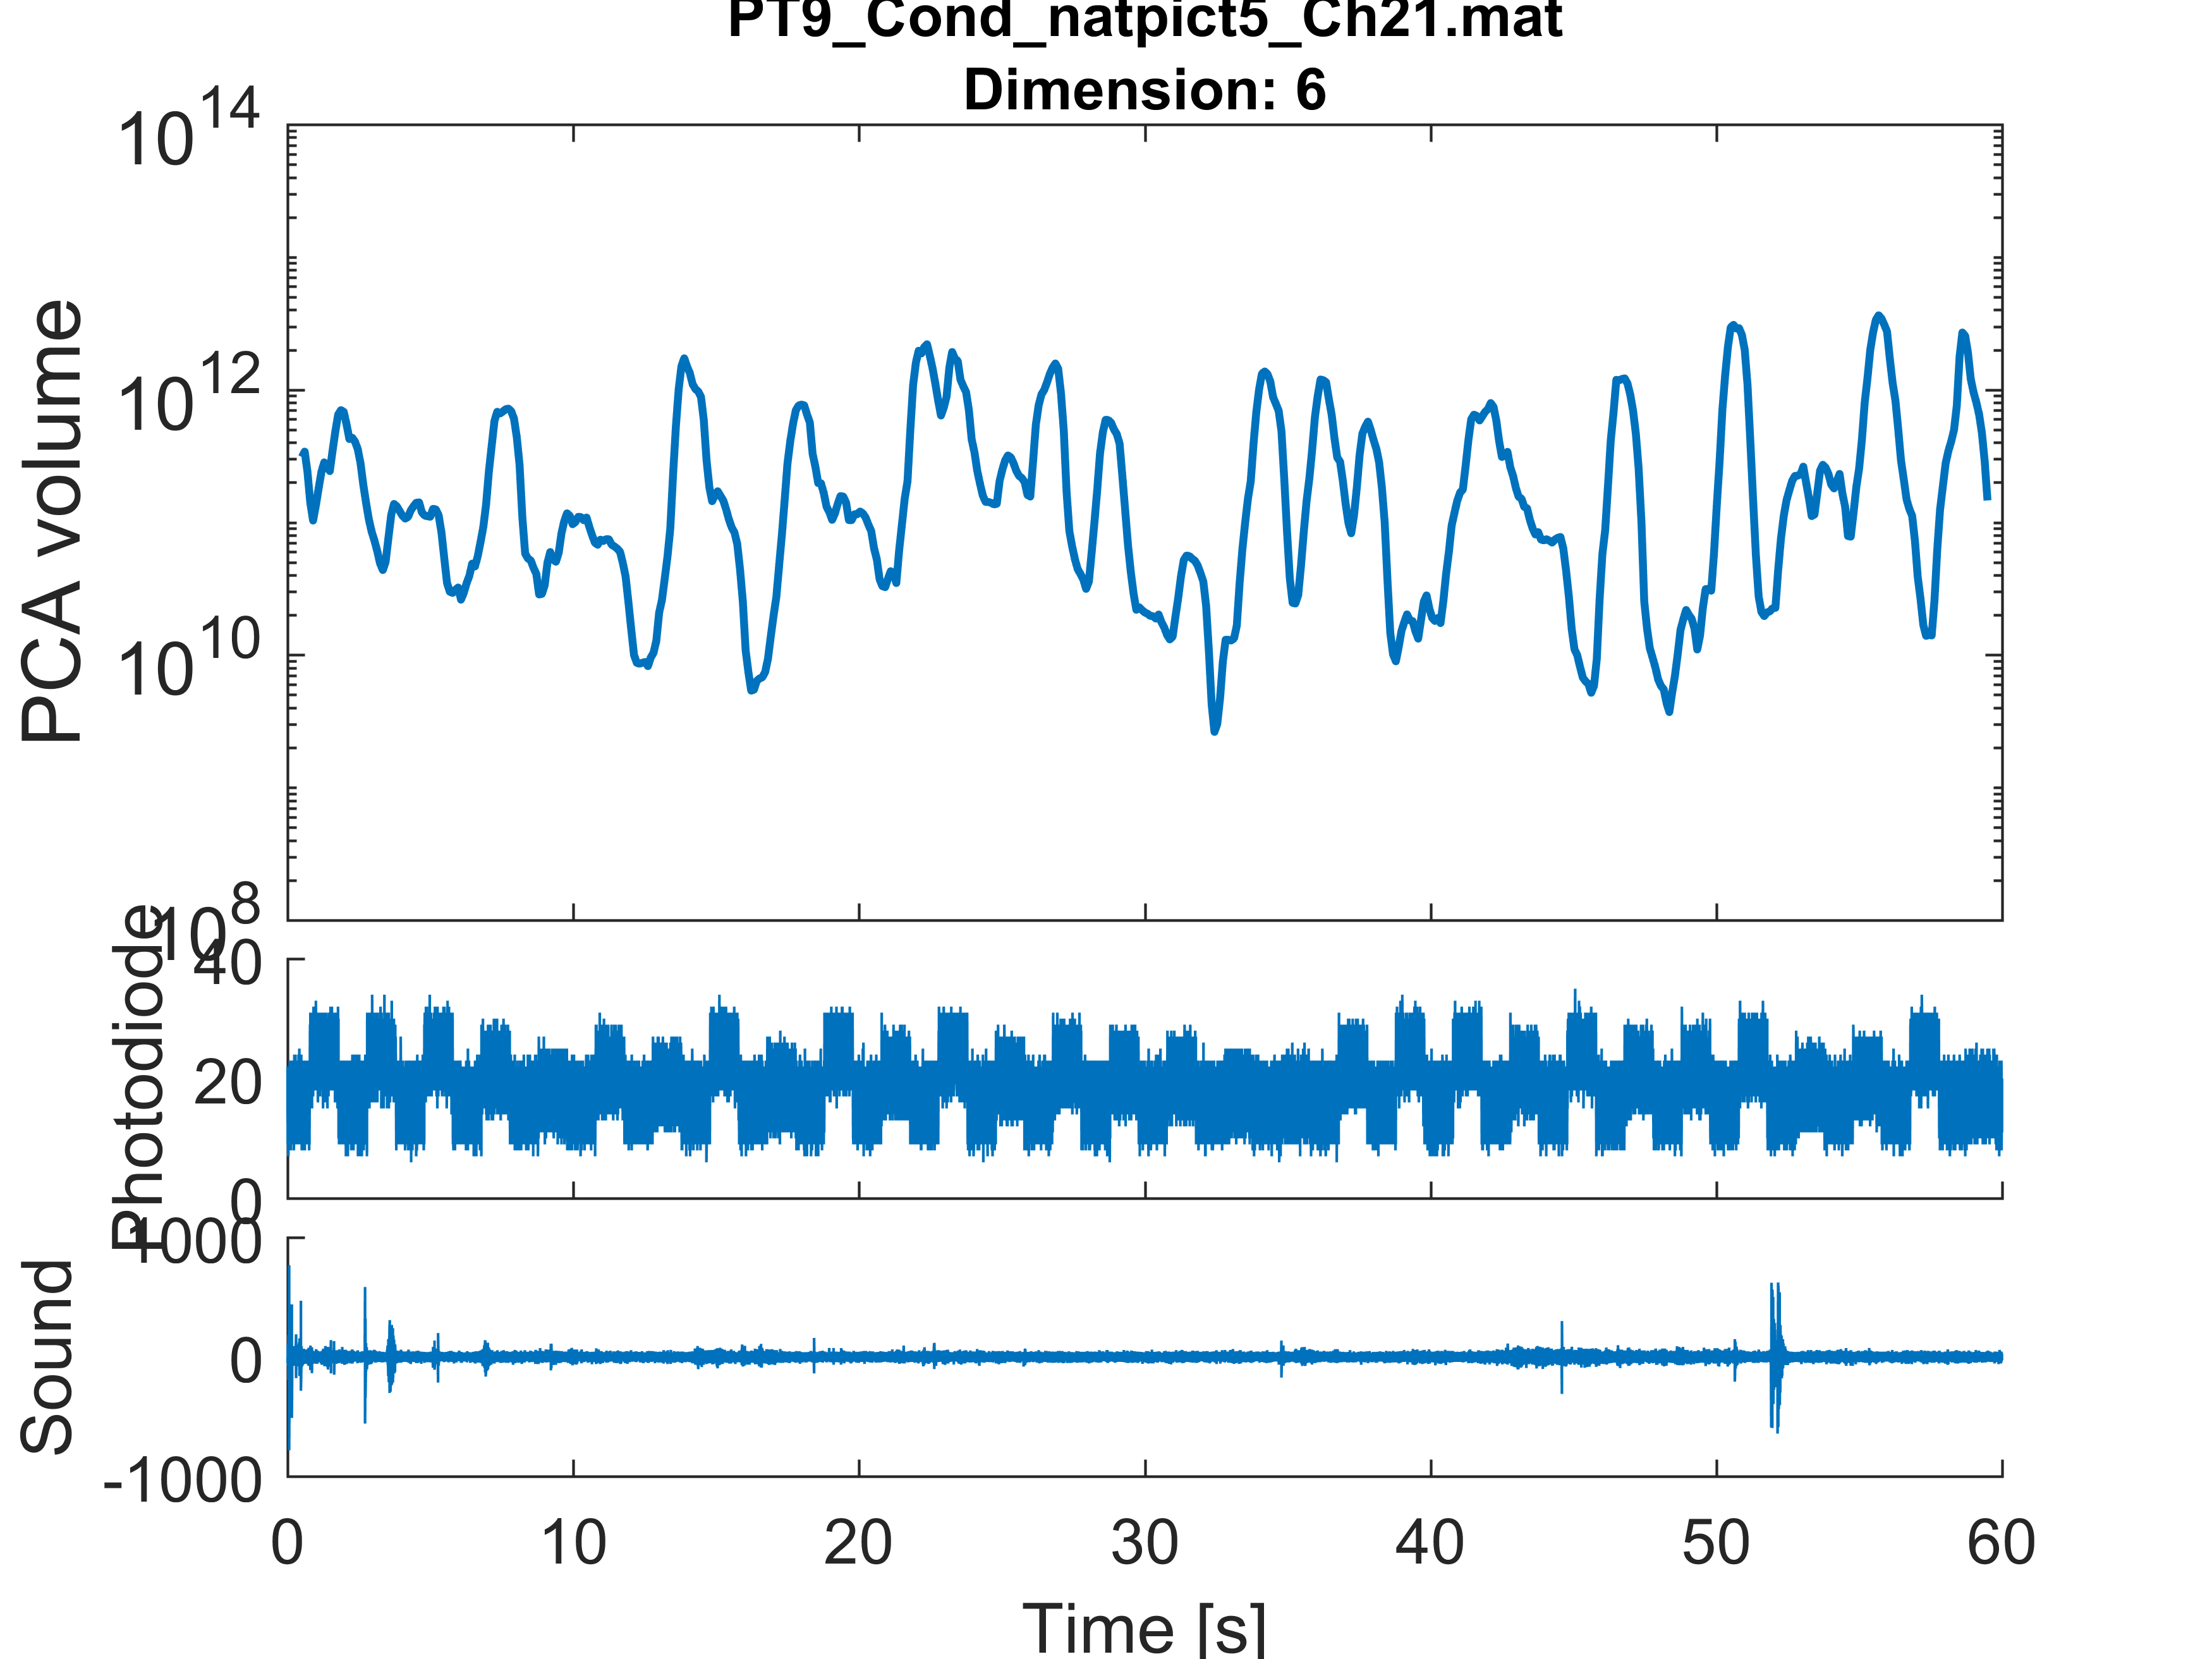 PT9_Cond_natpict5_Ch21.mat
Dimension: 6
10^14
10^12
10^10
10^8
PCA volume
40
20
0
Photodiode
1000
0
-1000
Sound
0 10 20 30 40 50 60
Time [s]